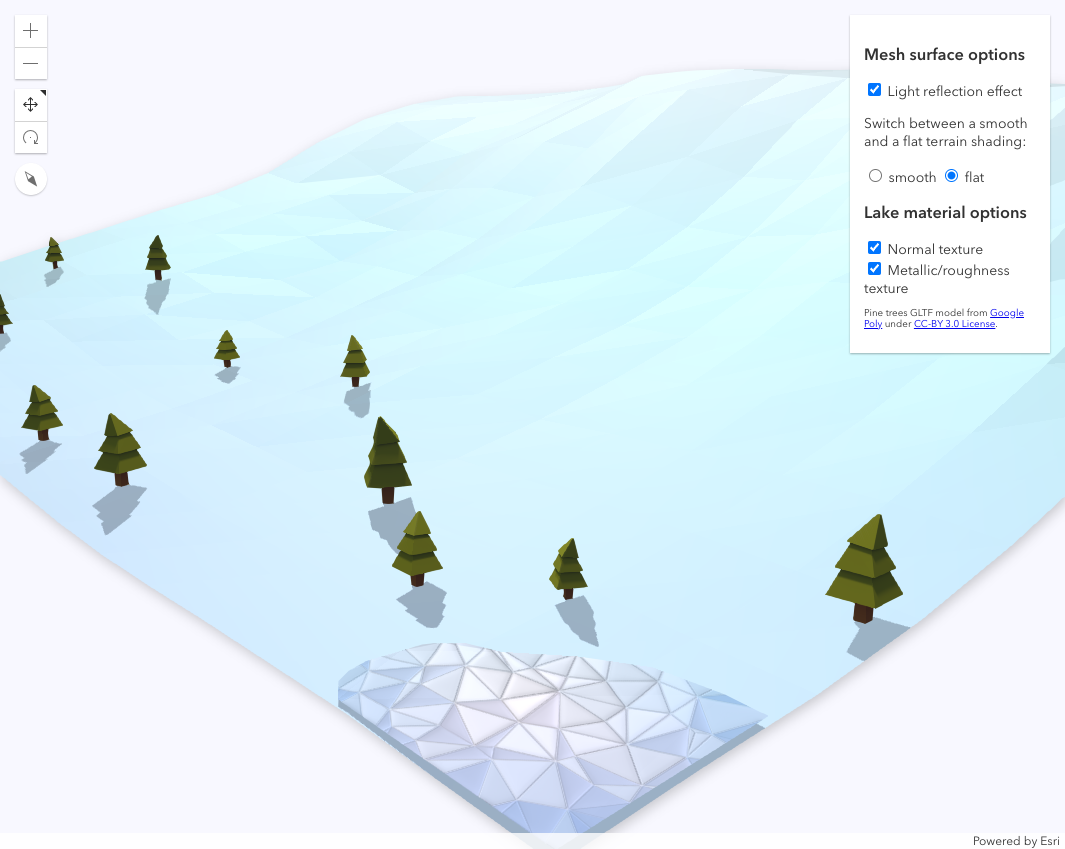 Mesh surface options
Light reflection effect
Switch between a smooth
and a flat terrain shading:
smooth flat
Lake material options
Normal texture
Metallic/roughness
texture
Pine trees GLTF model from Google
Poly under CC-BY 3.0 License.
Powered by Esri